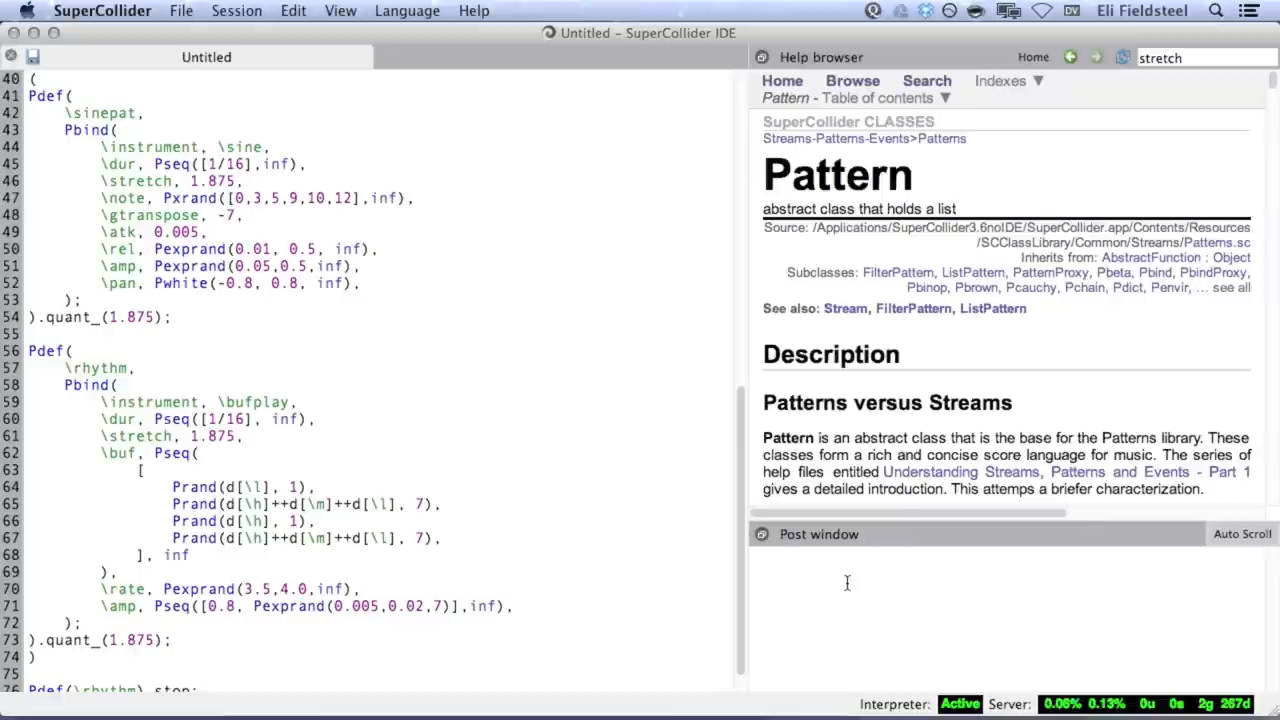 SuperCollider File Session Edit View Language Help Eli Fieldsteel
Untitled – SuperCollider IDE
Untitled
40 (
41 Pdef(
42 \sinepat,
43 Pbind(
44 \instrument, \sine,
45 \dur, Pseq([1/16],inf),
46 \stretch, 1.875,
47 \note, Pxrand([0,3,5,9,10,12],inf),
48 \gtranspose, -7,
49 \atk, 0.005,
50 \rel, Pexprand(0.01, 0.5, inf),
51 \amp, Pexprand(0.05,0.5,inf),
52 \pan, Pwhite(-0.8, 0.8, inf),
53 );
54 ).quant_(1.875);
55
56 Pdef(
57 \rhythm,
58 Pbind(
59 \instrument, \bufplay,
60 \dur, Pseq([1/16], inf),
61 \stretch, 1.875,
62 \buf, Pseq(
63 [
64 Prand(d[\l], 1),
65 Prand(d[\h]++d[\m]++d[\l], 7),
66 Prand(d[\h], 1),
67 Prand(d[\h]++d[\m]++d[\l], 7),
68 ], inf
69 ),
70 \rate, Pexprand(3.5,4.0,inf),
71 \amp, Pseq([0.8, Pexprand(0.005,0.02,7)],inf),
72 );
73 ).quant_(1.875);
74 )
75
76 Pdef(\rhythm).stop;
Help browser Home stretch
Home Browse Search Indexes ▼
Pattern - Table of contents ▼
SuperCollider CLASSES
Streams-Patterns-Events>Patterns
Pattern
abstract class that holds a list
Source: /Applications/SuperCollider3.6noIDE/SuperCollider.app/Contents/Resources
/SCClassLibrary/Common/Streams/Patterns.sc
Inherits from: AbstractFunction : Object
Subclasses: FilterPattern, ListPattern, PatternProxy, Pbeta, Pbind, PbindProxy,
Pbinop, Pbrown, Pcauchy, Pchain, Pdict, Penvir, ... see all
See also: Stream, FilterPattern, ListPattern
Description
Patterns versus Streams
Pattern is an abstract class that is the base for the Patterns library. These
classes form a rich and concise score language for music. The series of
help files entitled Understanding Streams, Patterns and Events - Part 1
gives a detailed introduction. This attemps a briefer characterization.
Post window Auto Scroll
Interpreter: Active Server: 0.06% 0.13% 0u 0s 2g 267d